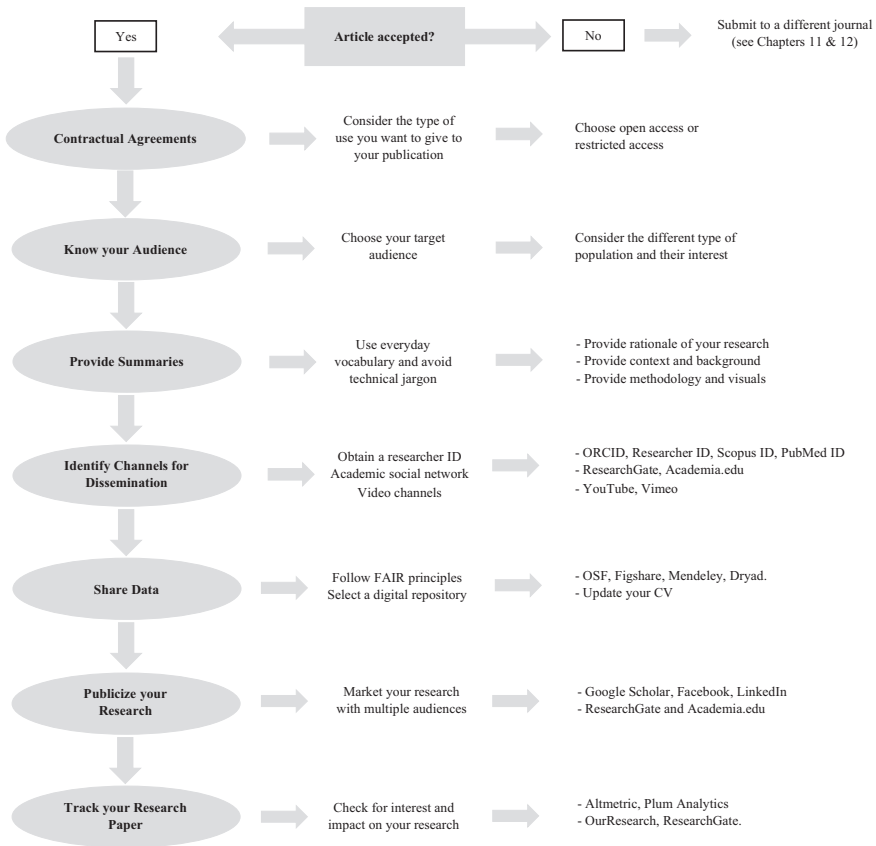 Yes
Article accepted?
No
Submit to a different journal
(see Chapters 11 & 12)
Contractual Agreements
Consider the type of
use you want to give to
your publication
Choose open access or
restricted access
Know your Audience
Choose your target
audience
Consider the different type of
population and their interest
Provide Summaries
Use everyday
vocabulary and avoid
technical jargon
- Provide rationale of your research
- Provide context and background
- Provide methodology and visuals
Identify Channels for
Dissemination
Obtain a researcher ID
Academic social network
Video channels
- ORCID, Researcher ID, Scopus ID, PubMed ID
- ResearchGate, Academia.edu
- YouTube, Vimeo
Share Data
Follow FAIR principles
Select a digital repository
- OSF, Figshare, Mendeley, Dryad.
- Update your CV
Publicize your
Research
Market your research
with multiple audiences
- Google Scholar, Facebook, LinkedIn
- ResearchGate and Academia.edu
Track your Research
Paper
Check for interest and
impact on your research
- Altmetric, Plum Analytics
- OurResearch, ResearchGate.